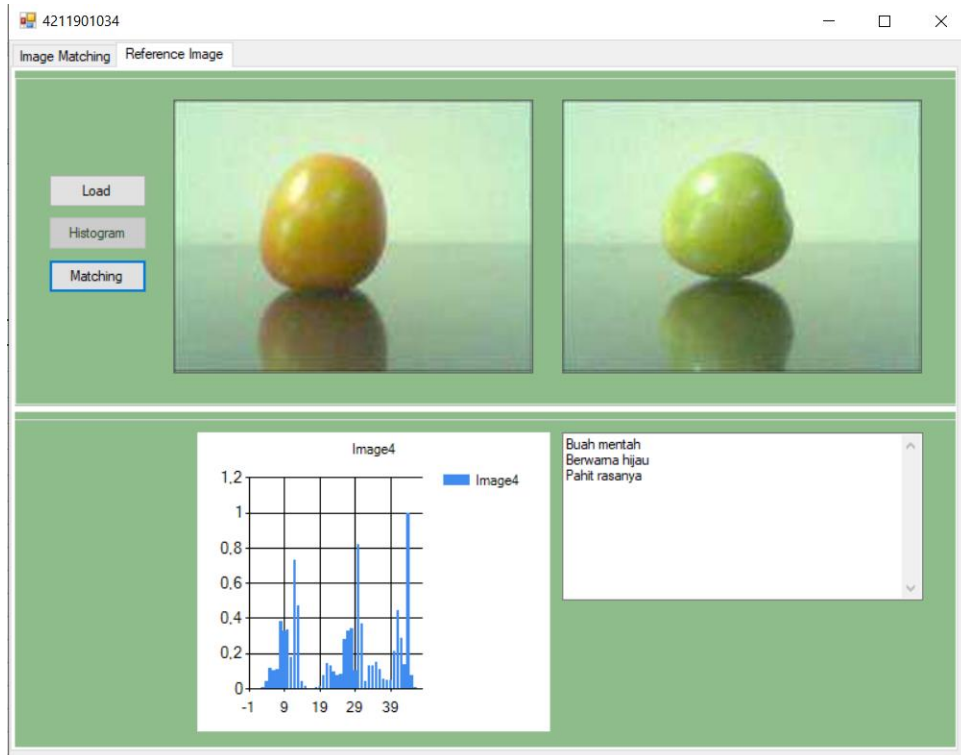 4211901034
Image Matching Reference Image
Load
Histogram
Matching
Image4
Image4
1,2
1
0,8
0,6
0,4
0,2
0
-1 9 19 29 39
Buah mentah
Berwarna hijau
Pahit rasanya